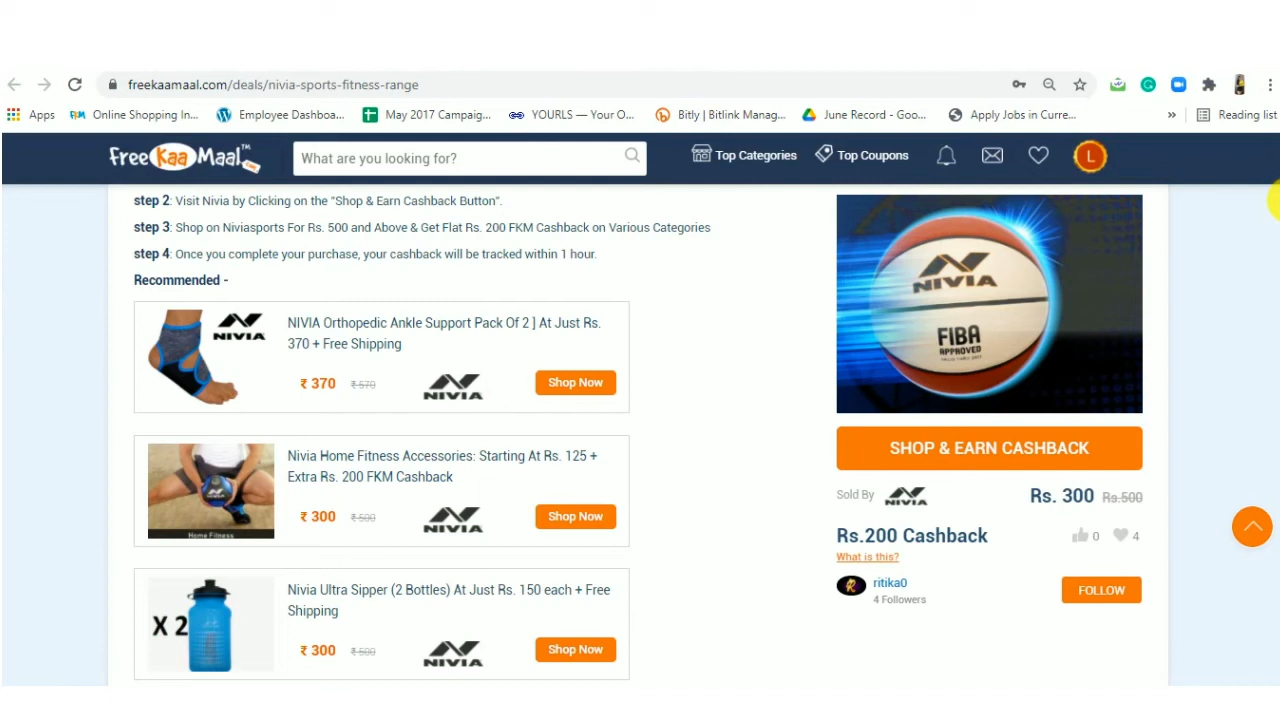 freekaamaal.com/deals/nivia-sports-fitness-range
Apps Online Shopping In... Employee Dashboa... May 2017 Campaig... YOURLS — Your O... Bitly | Bitlink Manag... June Record - Goo... Apply Jobs in Curre... » Reading list
FreeKaaMaal.com™ What are you looking for? Top Categories Top Coupons L
step 2: Visit Nivia by Clicking on the "Shop & Earn Cashback Button".
step 3: Shop on Niviasports For Rs. 500 and Above & Get Flat Rs. 200 FKM Cashback on Various Categories
step 4: Once you complete your purchase, your cashback will be tracked within 1 hour.
Recommended -
NIVIA
NIVIA Orthopedic Ankle Support Pack Of 2 ] At Just Rs.
370 + Free Shipping
₹ 370 ₹ 570 NIVIA Shop Now
Nivia Home Fitness Accessories: Starting At Rs. 125 +
Extra Rs. 200 FKM Cashback
₹ 300 ₹ 500 NIVIA Shop Now
Home Fitness
X 2
Nivia Ultra Sipper (2 Bottles) At Just Rs. 150 each + Free
Shipping
₹ 300 ₹ 500 NIVIA Shop Now
NIVIA
FIBA
APPROVED
SHOP & EARN CASHBACK
Sold By NIVIA Rs. 300 Rs.500
Rs.200 Cashback 0 4
What is this?
ritika0
4 Followers
FOLLOW